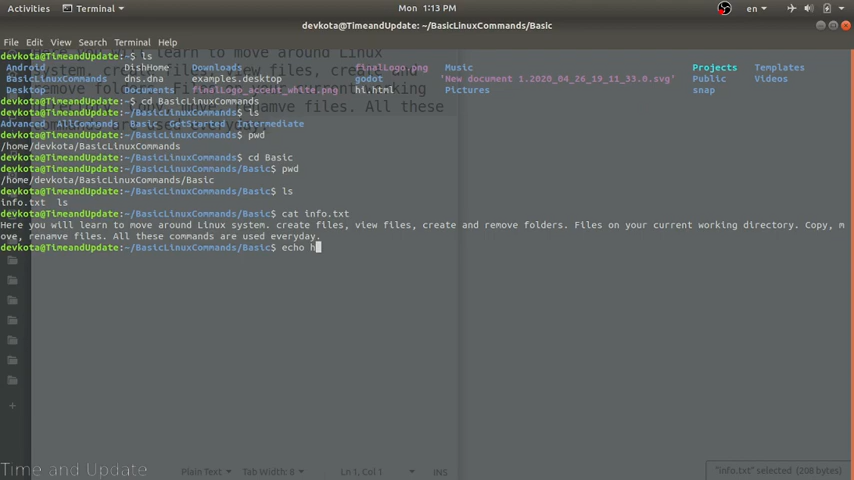 Activities Terminal Mon 1:13 PM en
devkota@TimeandUpdate: ~/BasicLinuxCommands/Basic
File Edit View Search Terminal Help
devkota@TimeandUpdate:~$ ls
Android DishHome Downloads finalLogo.png Music Projects Templates
BasicLinuxCommands dns.dna examples.desktop godot 'New document 1.2020_04_26_19_11_33.0.svg' Public Videos
Desktop Documents finalLogo_accent_white.png hi.html Pictures snap
devkota@TimeandUpdate:~$ cd BasicLinuxCommands
devkota@TimeandUpdate:~/BasicLinuxCommands$ ls
Advanced AllCommands Basic GetStarted Intermediate
devkota@TimeandUpdate:~/BasicLinuxCommands$ pwd
/home/devkota/BasicLinuxCommands
devkota@TimeandUpdate:~/BasicLinuxCommands$ cd Basic
devkota@TimeandUpdate:~/BasicLinuxCommands/Basic$ pwd
/home/devkota/BasicLinuxCommands/Basic
devkota@TimeandUpdate:~/BasicLinuxCommands/Basic$ ls
info.txt ls
devkota@TimeandUpdate:~/BasicLinuxCommands/Basic$ cat info.txt
Here you will learn to move around Linux system. create files, view files, create and remove folders. Files on your current working directory. Copy, m
ove, renamve files. All these commands are used everyday.
devkota@TimeandUpdate:~/BasicLinuxCommands/Basic$ echo h
Time and Update
Plain Text Tab Width: 8 Ln 1, Col 1 INS
"info.txt" selected (208 bytes)